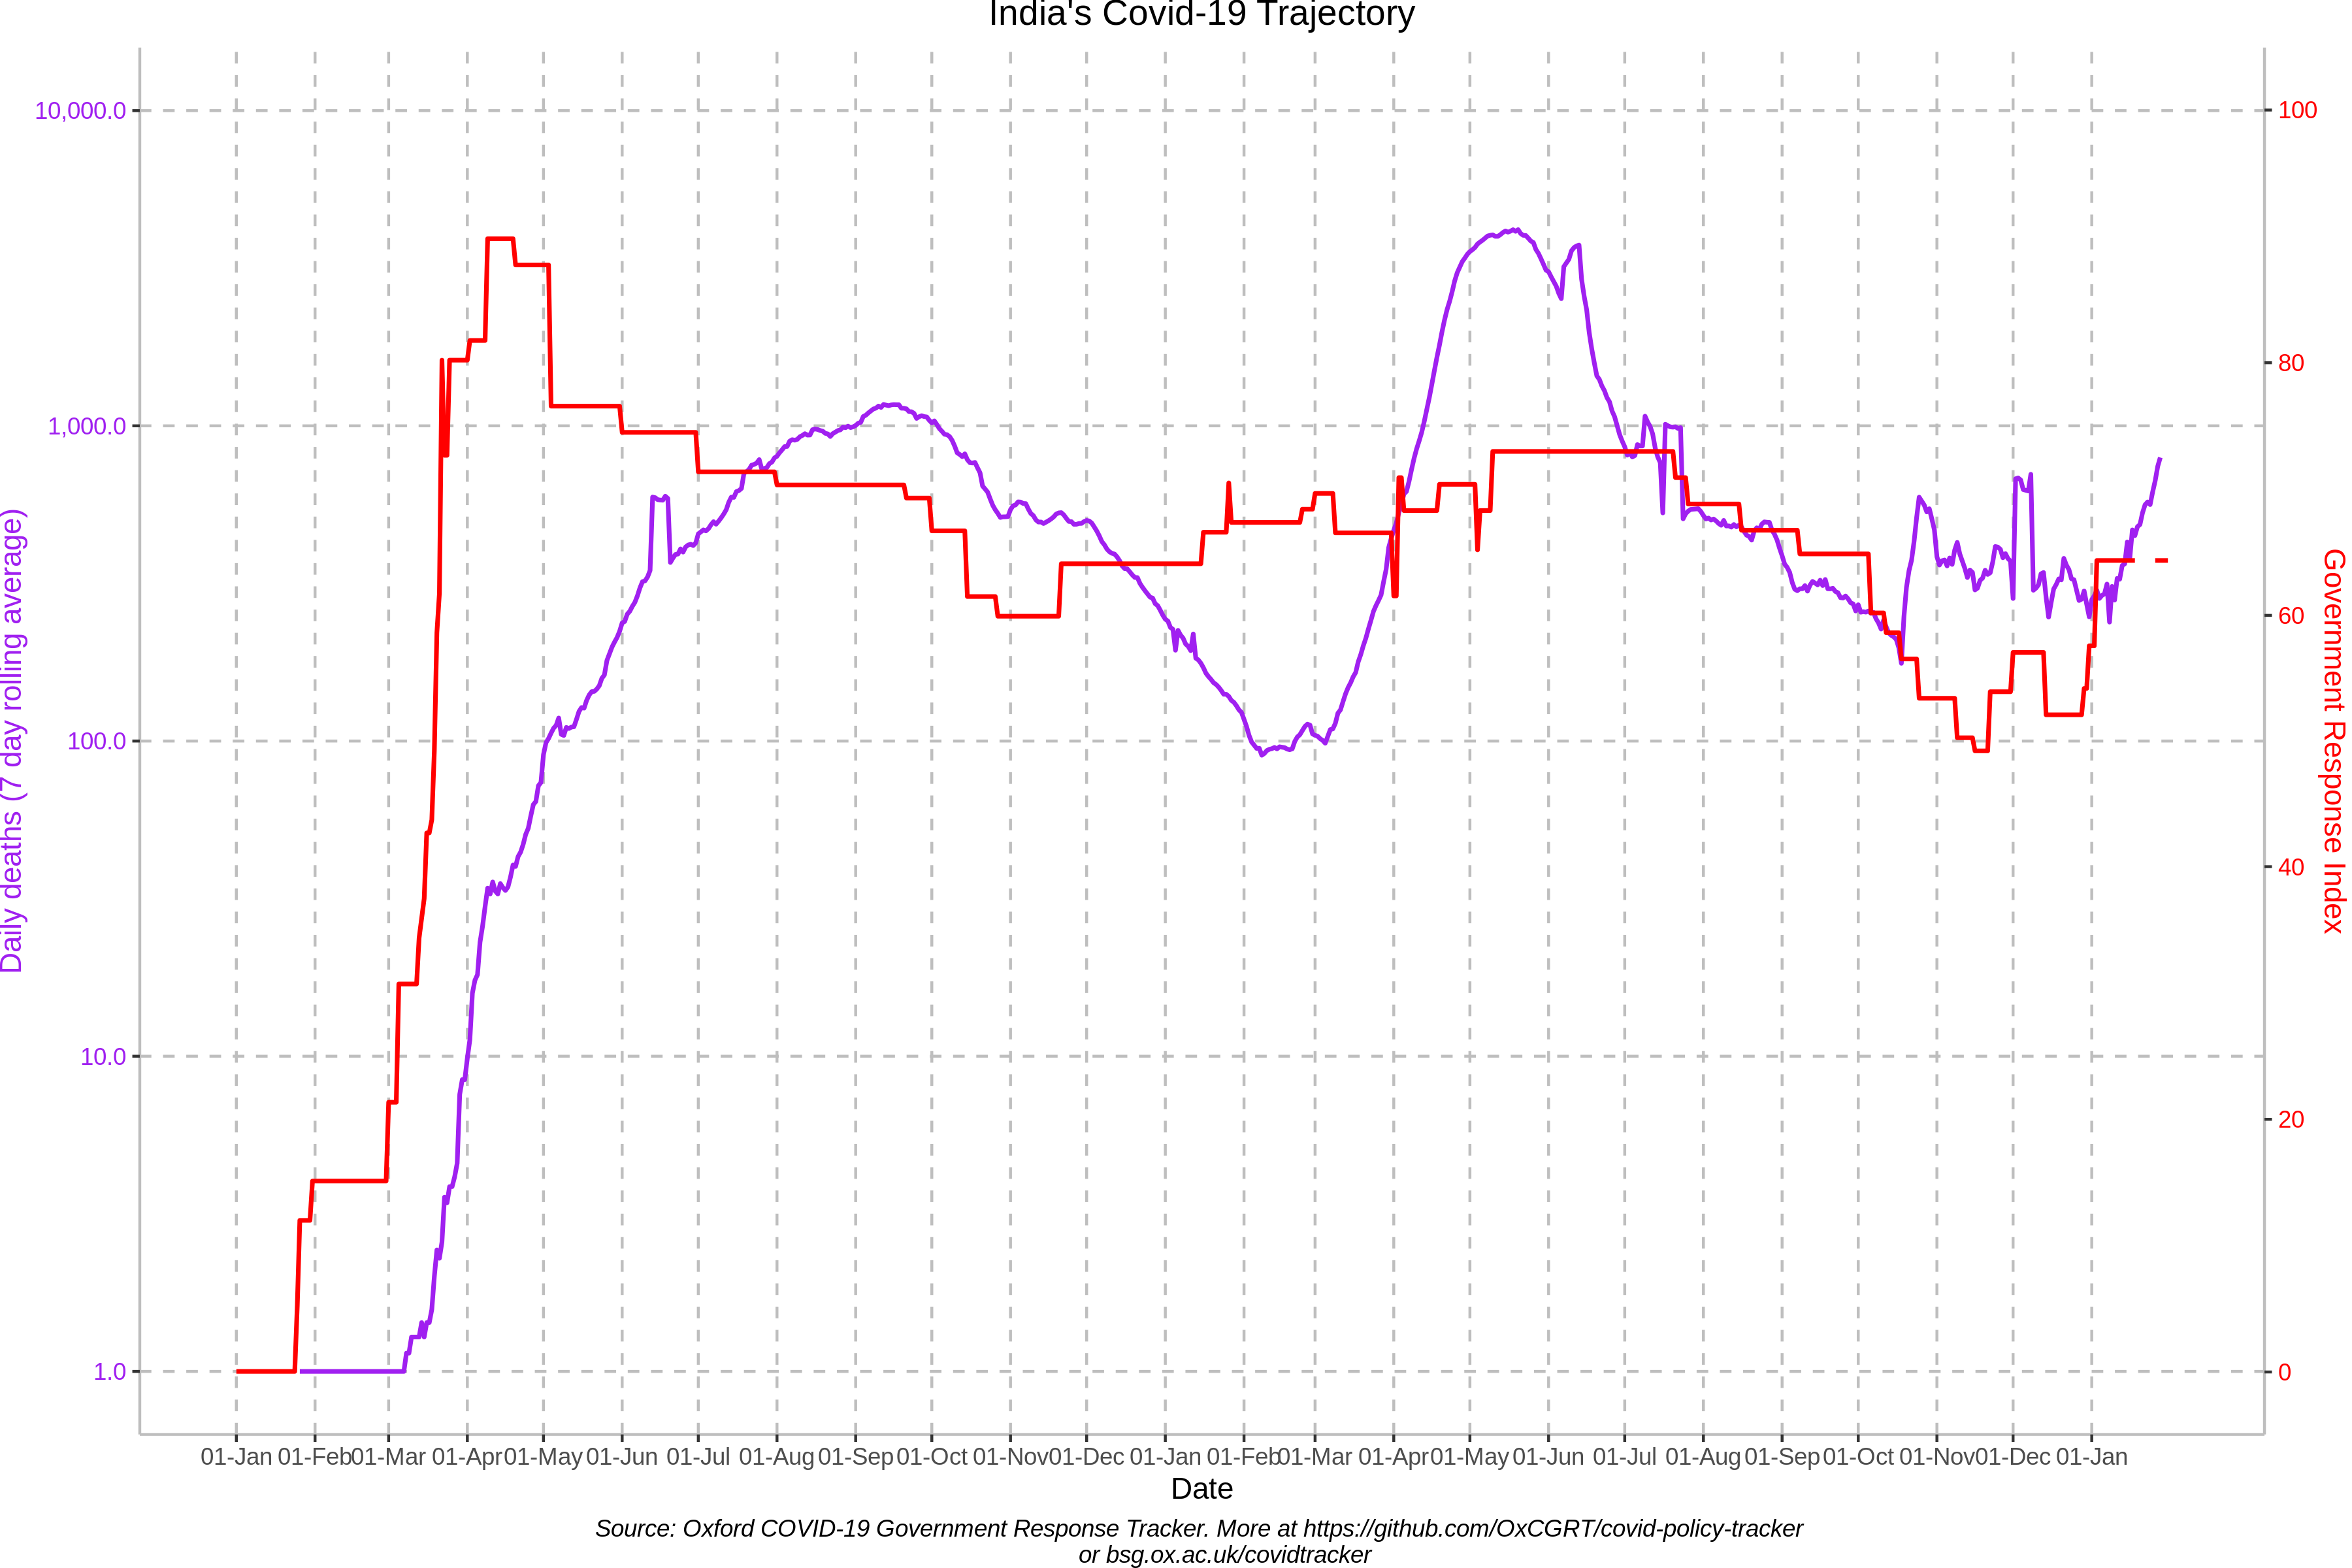 India's Covid-19 Trajectory
10,000.0
1,000.0
100.0
10.0
1.0
Daily deaths (7 day rolling average)
100
80
60
40
20
0
Government Response Index
01-Jan 01-Feb 01-Mar 01-Apr 01-May 01-Jun 01-Jul 01-Aug 01-Sep 01-Oct 01-Nov 01-Dec 01-Jan 01-Feb 01-Mar 01-Apr 01-May 01-Jun 01-Jul 01-Aug 01-Sep 01-Oct 01-Nov 01-Dec 01-Jan
Date
Source: Oxford COVID-19 Government Response Tracker. More at https://github.com/OxCGRT/covid-policy-tracker
or bsg.ox.ac.uk/covidtracker